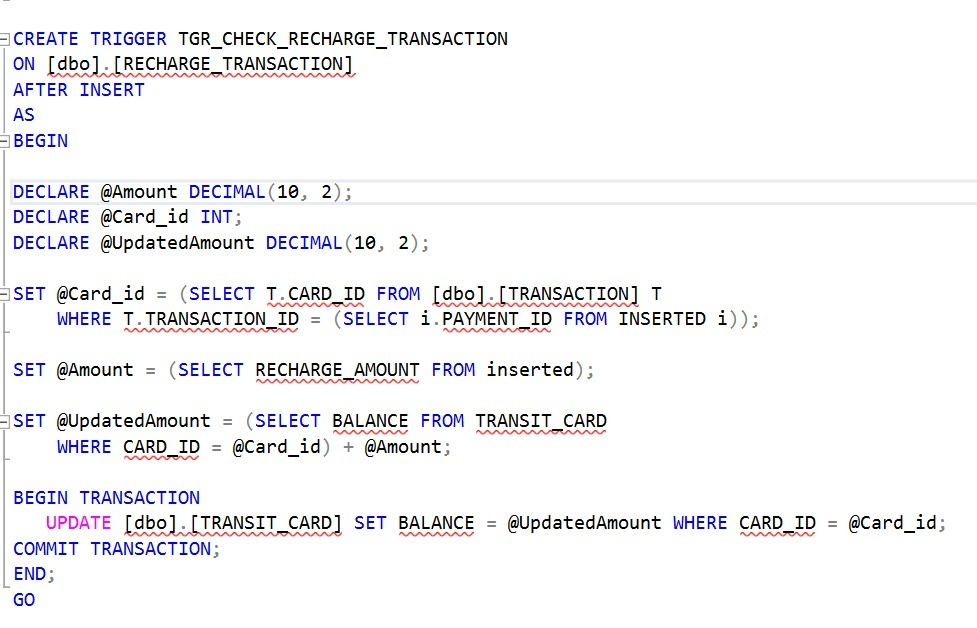 CREATE TRIGGER TGR_CHECK_RECHARGE_TRANSACTION
ON [dbo].[RECHARGE_TRANSACTION]
AFTER INSERT
AS
BEGIN
DECLARE @Amount DECIMAL(10, 2);
DECLARE @Card_id INT;
DECLARE @UpdatedAmount DECIMAL(10, 2);
SET @Card_id = (SELECT T.CARD_ID FROM [dbo].[TRANSACTION] T
WHERE T.TRANSACTION_ID = (SELECT i.PAYMENT_ID FROM INSERTED i));
SET @Amount = (SELECT RECHARGE_AMOUNT FROM inserted);
SET @UpdatedAmount = (SELECT BALANCE FROM TRANSIT_CARD
WHERE CARD_ID = @Card_id) + @Amount;
BEGIN TRANSACTION
UPDATE [dbo].[TRANSIT_CARD] SET BALANCE = @UpdatedAmount WHERE CARD_ID = @Card_id;
COMMIT TRANSACTION;
END;
GO